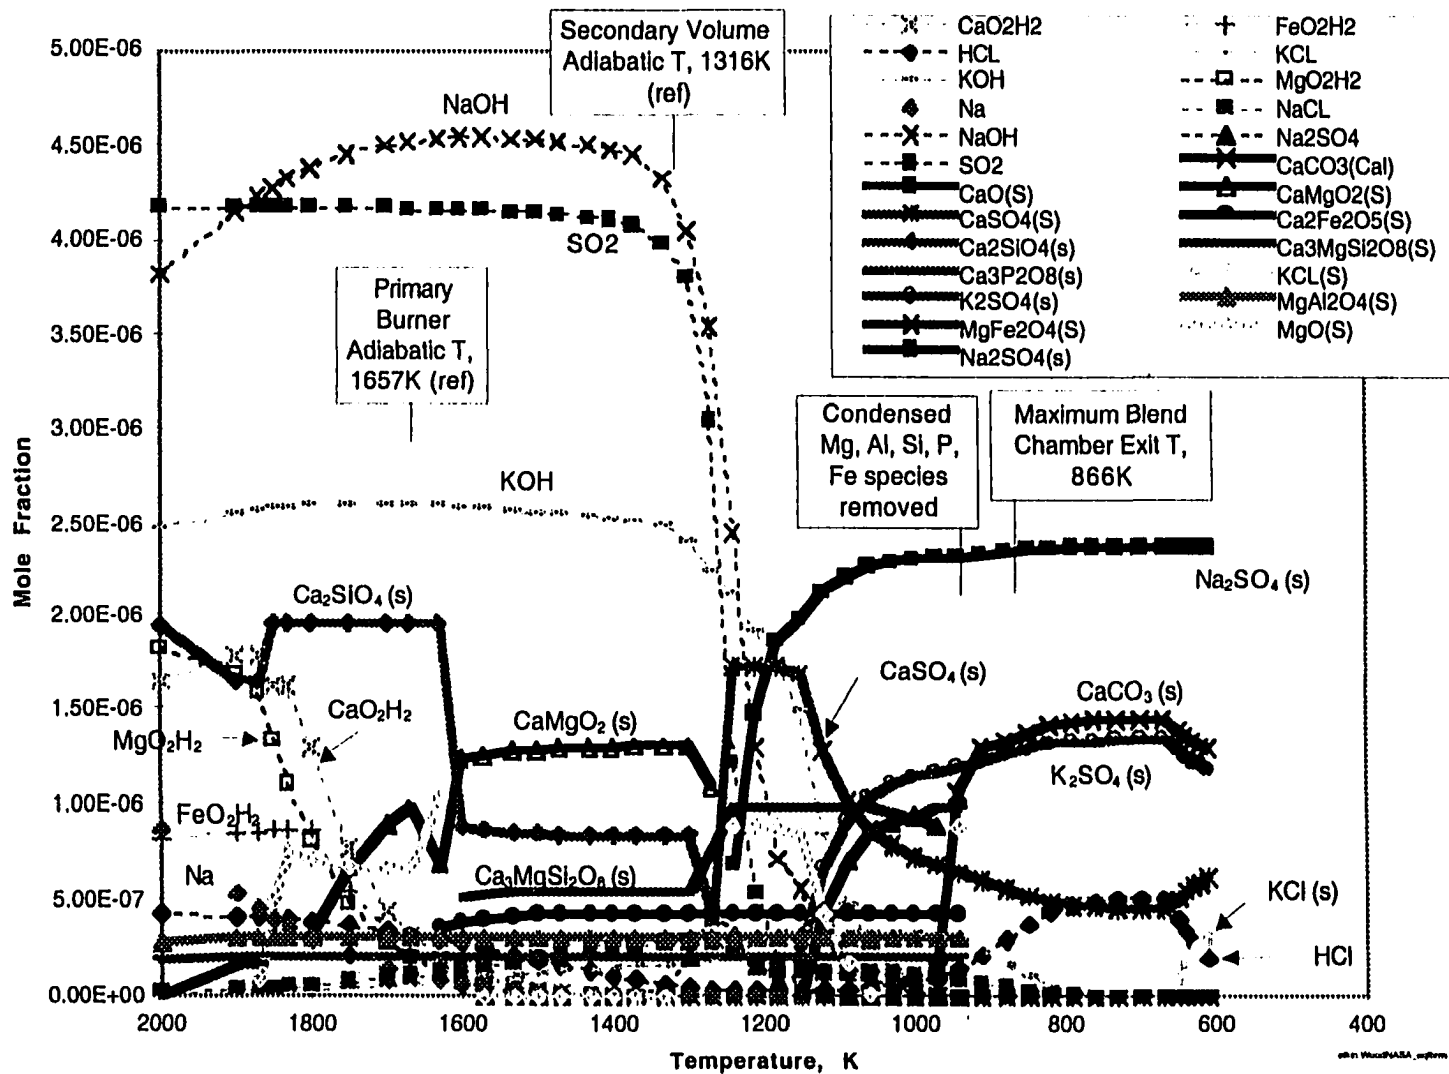 Secondary Volume
Adiabatic T, 1316K
(ref)
CaO2H2
HCL
KOH
Na
NaOH
SO2
CaO(S)
CaSO4(S)
Ca2SiO4(s)
Ca3P2O8(s)
K2SO4(s)
MgFe2O4(S)
Na2SO4(s)
FeO2H2
KCL
MgO2H2
NaCL
Na2SO4
CaCO3(Cal)
CaMgO2(S)
Ca2Fe2O5(S)
Ca3MgSi2O8(S)
KCL(S)
MgAl2O4(S)
MgO(S)
5.00E-06
4.50E-06
4.00E-06
3.50E-06
3.00E-06
2.50E-06
2.00E-06
1.50E-06
1.00E-06
5.00E-07
0.00E+00
Mole Fraction
NaOH
SO2
Primary
Burner
Adiabatic T,
1657K (ref)
Condensed
Mg, Al, Si, P,
Fe species
removed
Maximum Blend
Chamber Exit T,
866K
KOH
Na₂SO₄ (s)
Ca₂SiO₄ (s)
CaSO₄ (s)
CaCO₃ (s)
CaO₂H₂
MgO₂H₂
CaMgO₂ (s)
K₂SO₄ (s)
FeO₂H₂
Na
Ca₃MgSi₂O₈ (s)
KCl (s)
HCl
2000
1800
1600
1400
1200
1000
800
600
400
Temperature, K